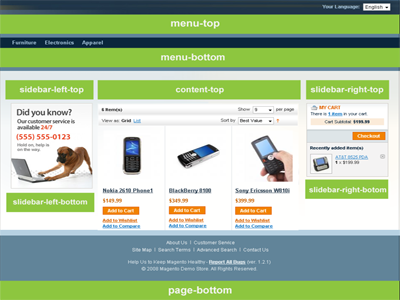 Your Language: English
menu-top
Furniture Electronics Apparel
menu-bottom
sidebar-left-top
content-top
sidebar-right-top
Did you know?
Our customer service is
available 24/7
(555) 555-0123
Hold on, help is
on the way.
sidebar-left-bottom
6 Item(s)
Show 9 per page
View as: Grid List
Sort by Best Value
Nokia 2610 Phone1
$149.99
Add to Cart
Add to Wishlist
Add to Compare
BlackBerry 8100
$349.99
Add to Cart
Add to Wishlist
Add to Compare
Sony Ericsson W810i
$399.99
Add to Cart
Add to Wishlist
Add to Compare
MY CART
There is 1 item in your cart.
Cart Subtotal: $199.99
Checkout
Recently added item(s)
AT&T 8525 PDA
1 x $199.99
sidebar-right-botom
About Us | Customer Service
Site Map | Search Terms | Advanced Search | Contact Us
Help Us to Keep Magento Healthy - Report All Bugs (ver. 1.2.1)
© 2008 Magento Demo Store. All Rights Reserved.
page-bottom